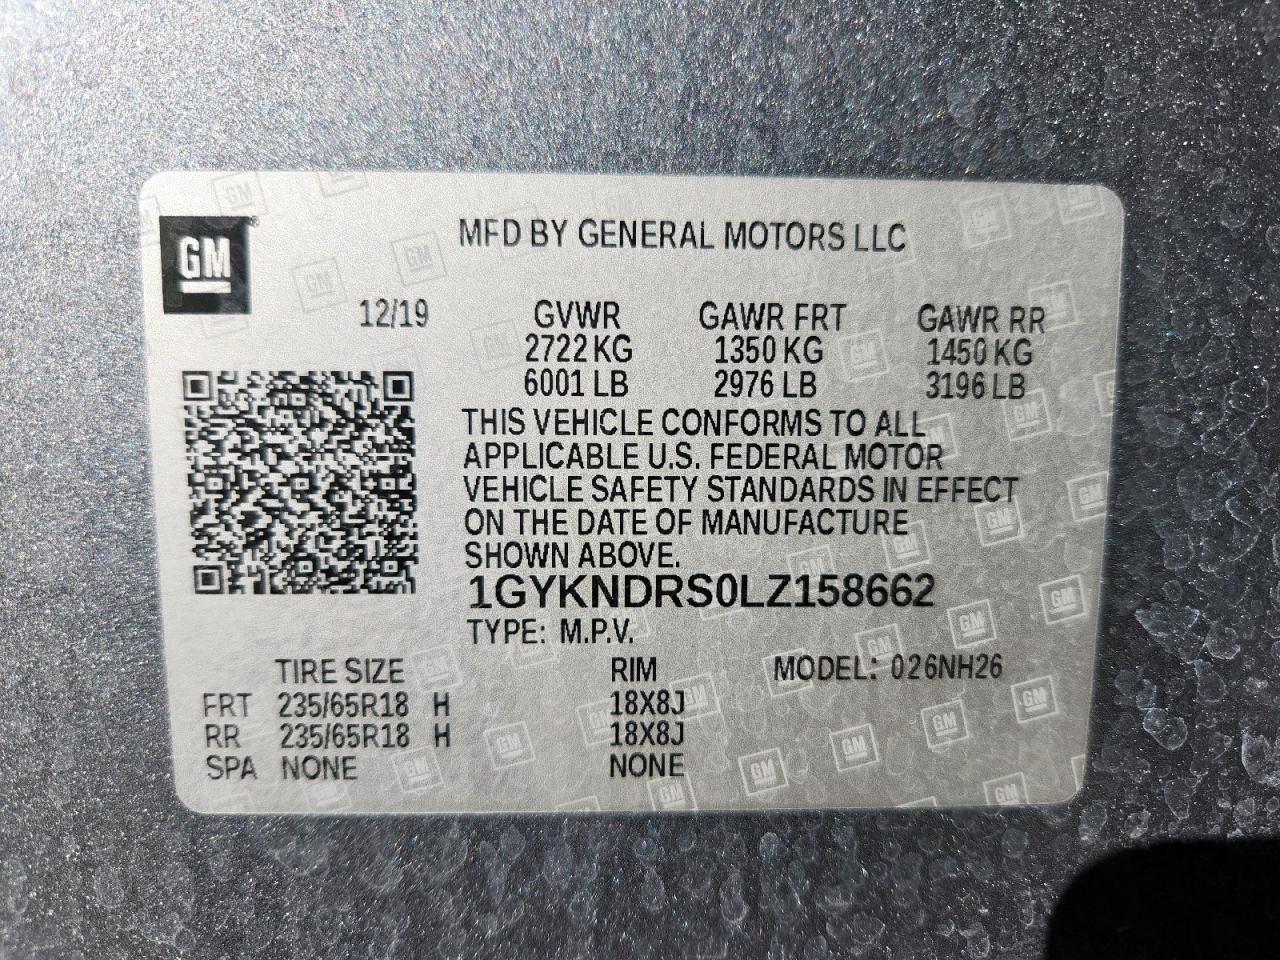 GM
MFD BY GENERAL MOTORS LLC
12/19 GVWR GAWR FRT GAWR RR
2722 KG 1350 KG 1450 KG
6001 LB 2976 LB 3196 LB
THIS VEHICLE CONFORMS TO ALL
APPLICABLE U.S. FEDERAL MOTOR
VEHICLE SAFETY STANDARDS IN EFFECT
ON THE DATE OF MANUFACTURE
SHOWN ABOVE.
1GYKNDRS0LZ158662
TYPE: M.P.V.
TIRE SIZE RIM MODEL: 026NH26
FRT 235/65R18 H 18X8J
RR 235/65R18 H 18X8J
SPA NONE NONE